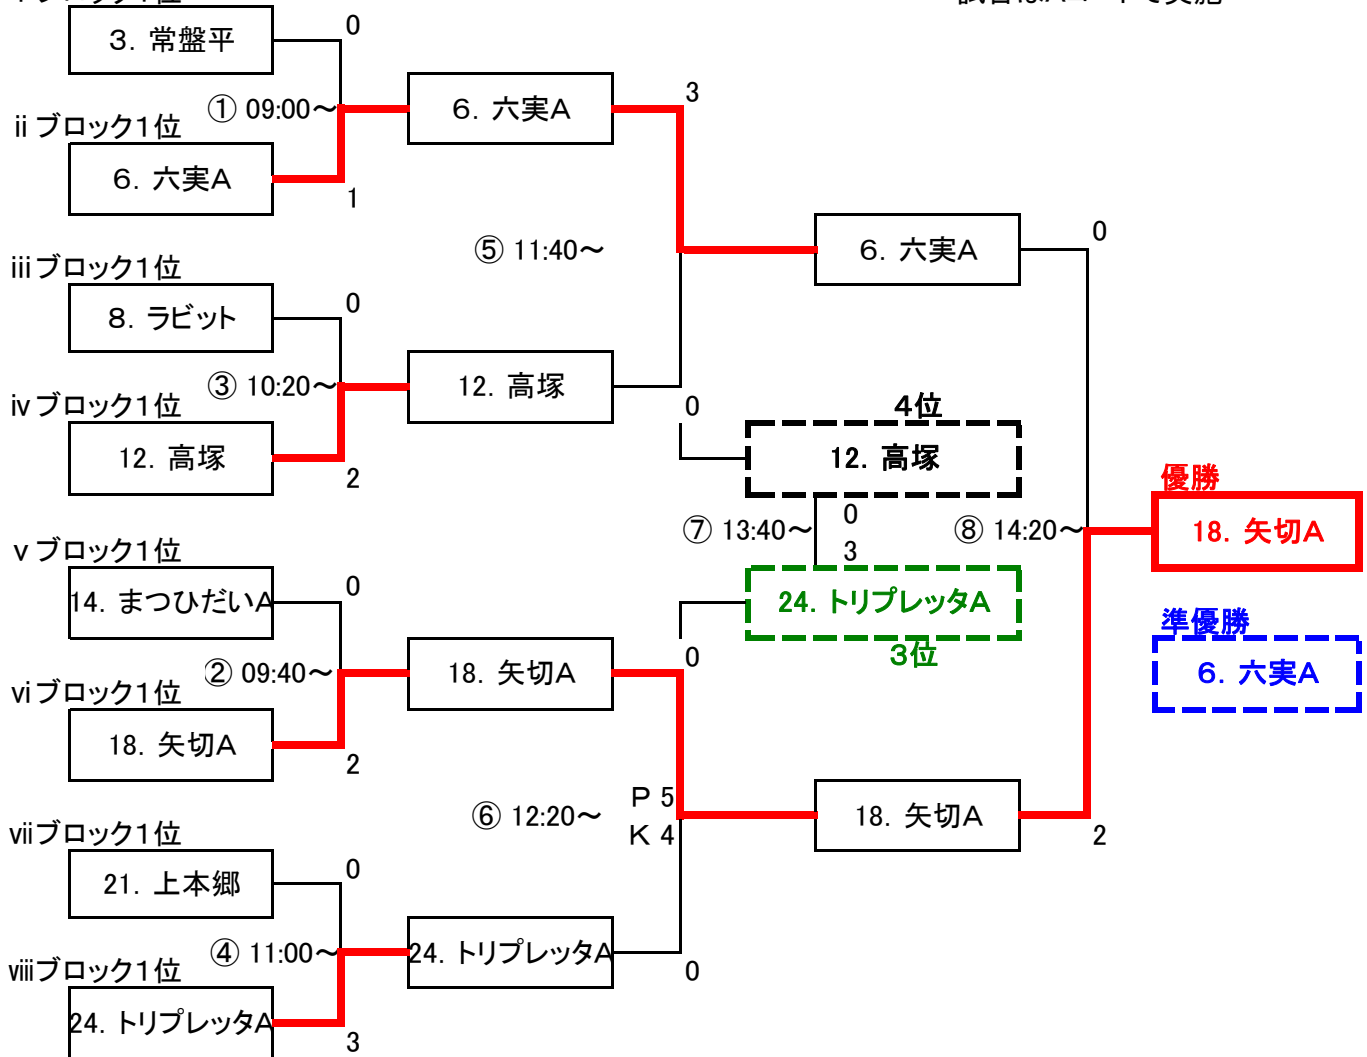 3．常盤平
0
① 09:00～
6．六実A
3
ii ブロック1位
6．六実A
1
⑤ 11:40～
6．六実A
0
iii ブロック1位
8．ラビット
0
③ 10:20～
12．高塚
0
iv ブロック1位
12．高塚
2
4位
12．高塚
⑦ 13:40～
0
3
⑧ 14:20～
優勝
18．矢切A
v ブロック1位
14．まつひだいA
0
24．トリプレッタA
3位
準優勝
6．六実A
② 09:40～
18．矢切A
0
vi ブロック1位
18．矢切A
2
⑥ 12:20～
P 5
K 4
18．矢切A
2
vii ブロック1位
21．上本郷
0
④ 11:00～
24．トリプレッタA
0
viii ブロック1位
24．トリプレッタA
3